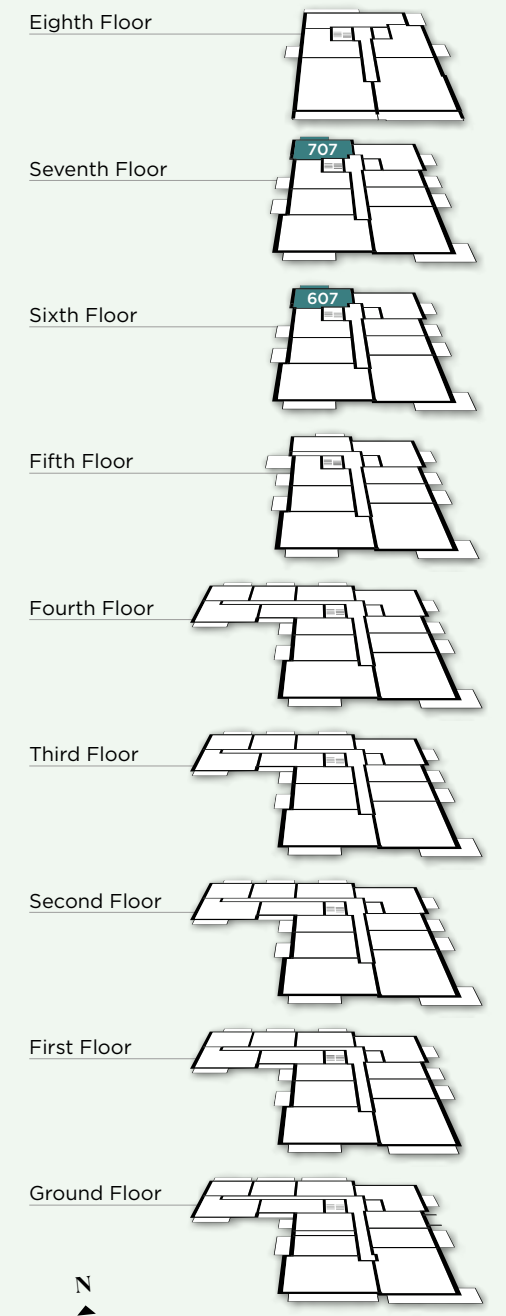 Eighth Floor
707
Seventh Floor
607
Sixth Floor
Fifth Floor
Fourth Floor
Third Floor
Second Floor
First Floor
Ground Floor
N